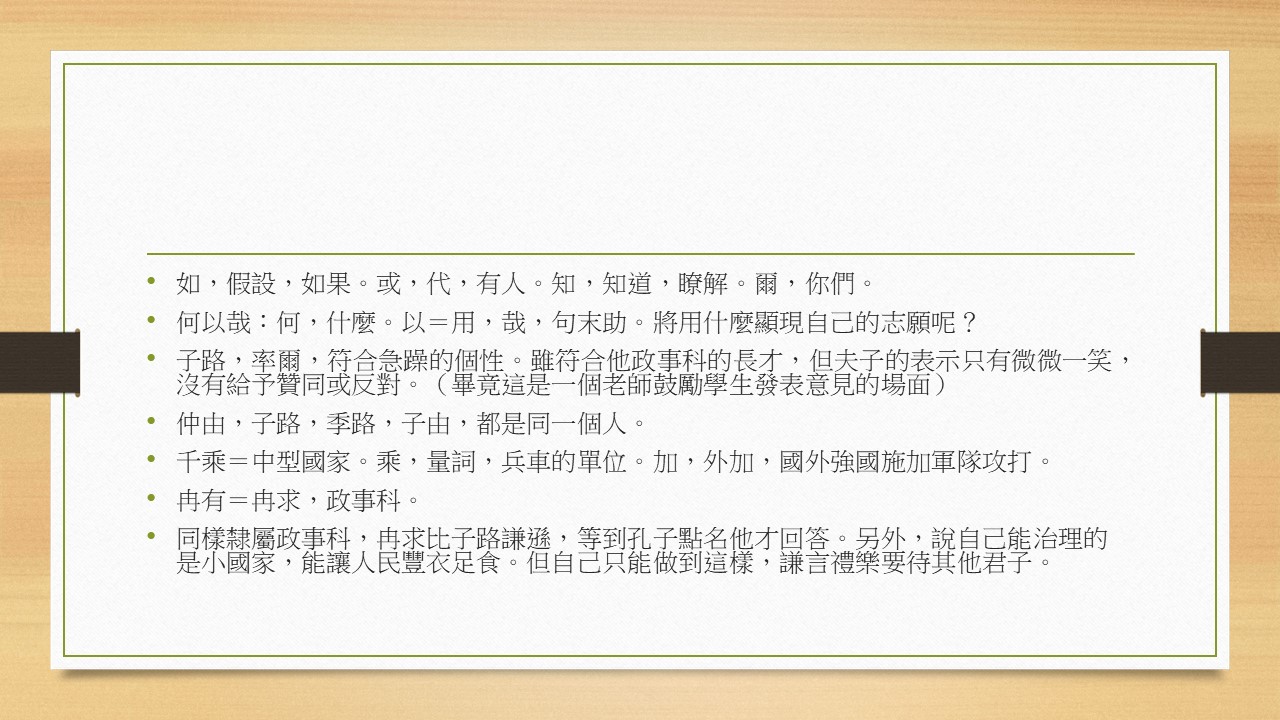 如，假設，如果。或，代，有人。知，知道，瞭解。爾，你們。
何以哉：何，什麼。以＝用，哉，句末助。將用什麼顯現自己的志願呢？
子路，率爾，符合急躁的個性。雖符合他政事科的長才，但夫子的表示只有微微一笑，
沒有給予贊同或反對。（畢竟這是一個老師鼓勵學生發表意見的場面）
仲由，子路，季路，子由，都是同一個人。
千乘＝中型國家。乘，量詞，兵車的單位。加，外加，國外強國施加軍隊攻打。
冉有＝冉求，政事科。
同樣隸屬政事科，冉求比子路謙遜，等到孔子點名他才回答。另外，說自己能治理的
是小國家，能讓人民豐衣足食。但自己只能做到這樣，謙言禮樂要待其他君子。